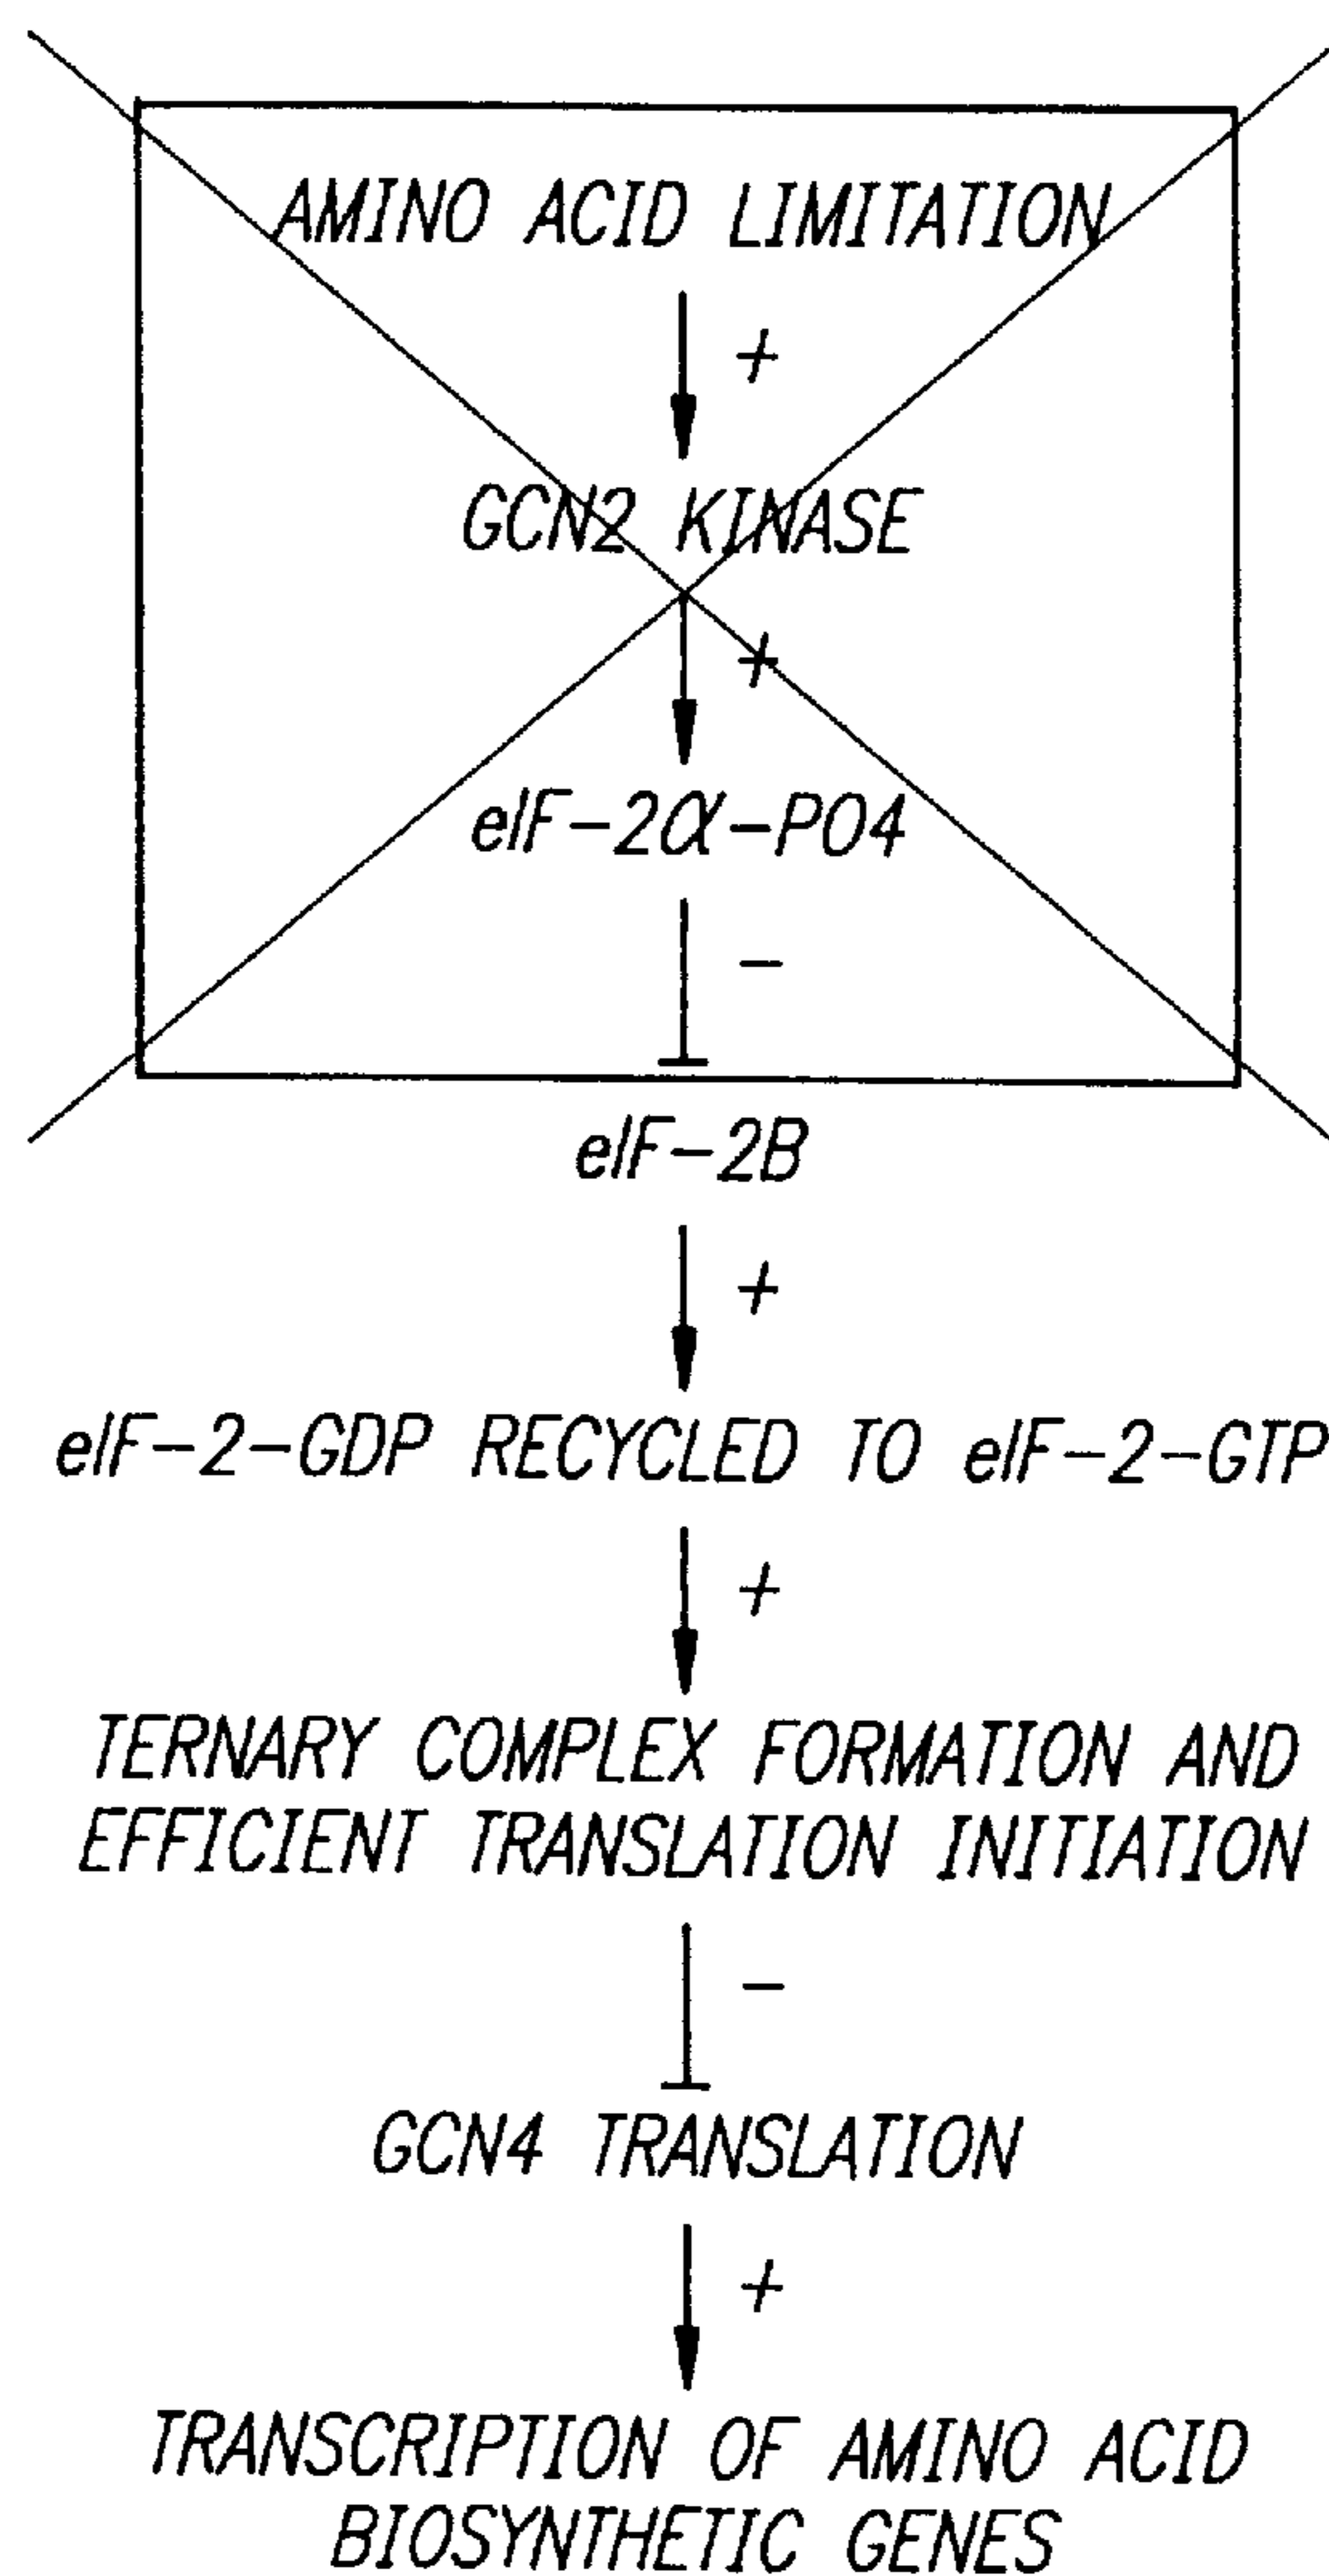 AMINO ACID LIMITATION
+
GCN2 KINASE
+
eIF-2α-PO4
-
eIF-2B
+
eIF-2-GDP RECYCLED TO eIF-2-GTP
+
TERNARY COMPLEX FORMATION AND
EFFICIENT TRANSLATION INITIATION
-
GCN4 TRANSLATION
+
TRANSCRIPTION OF AMINO ACID
BIOSYNTHETIC GENES